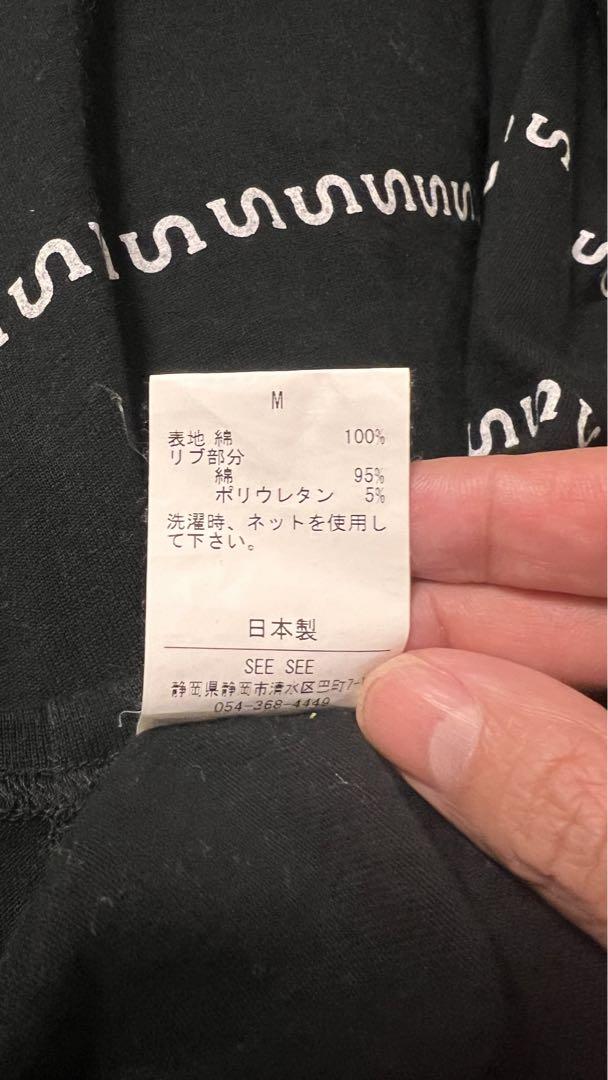 M
表地 綿 100%
リブ部分
綿 95%
ポリウレタン 5%
洗濯時、ネットを使用し
て下さい。
日本製
SEE SEE
静岡県静岡市清水区巴町7-
054-368-4449